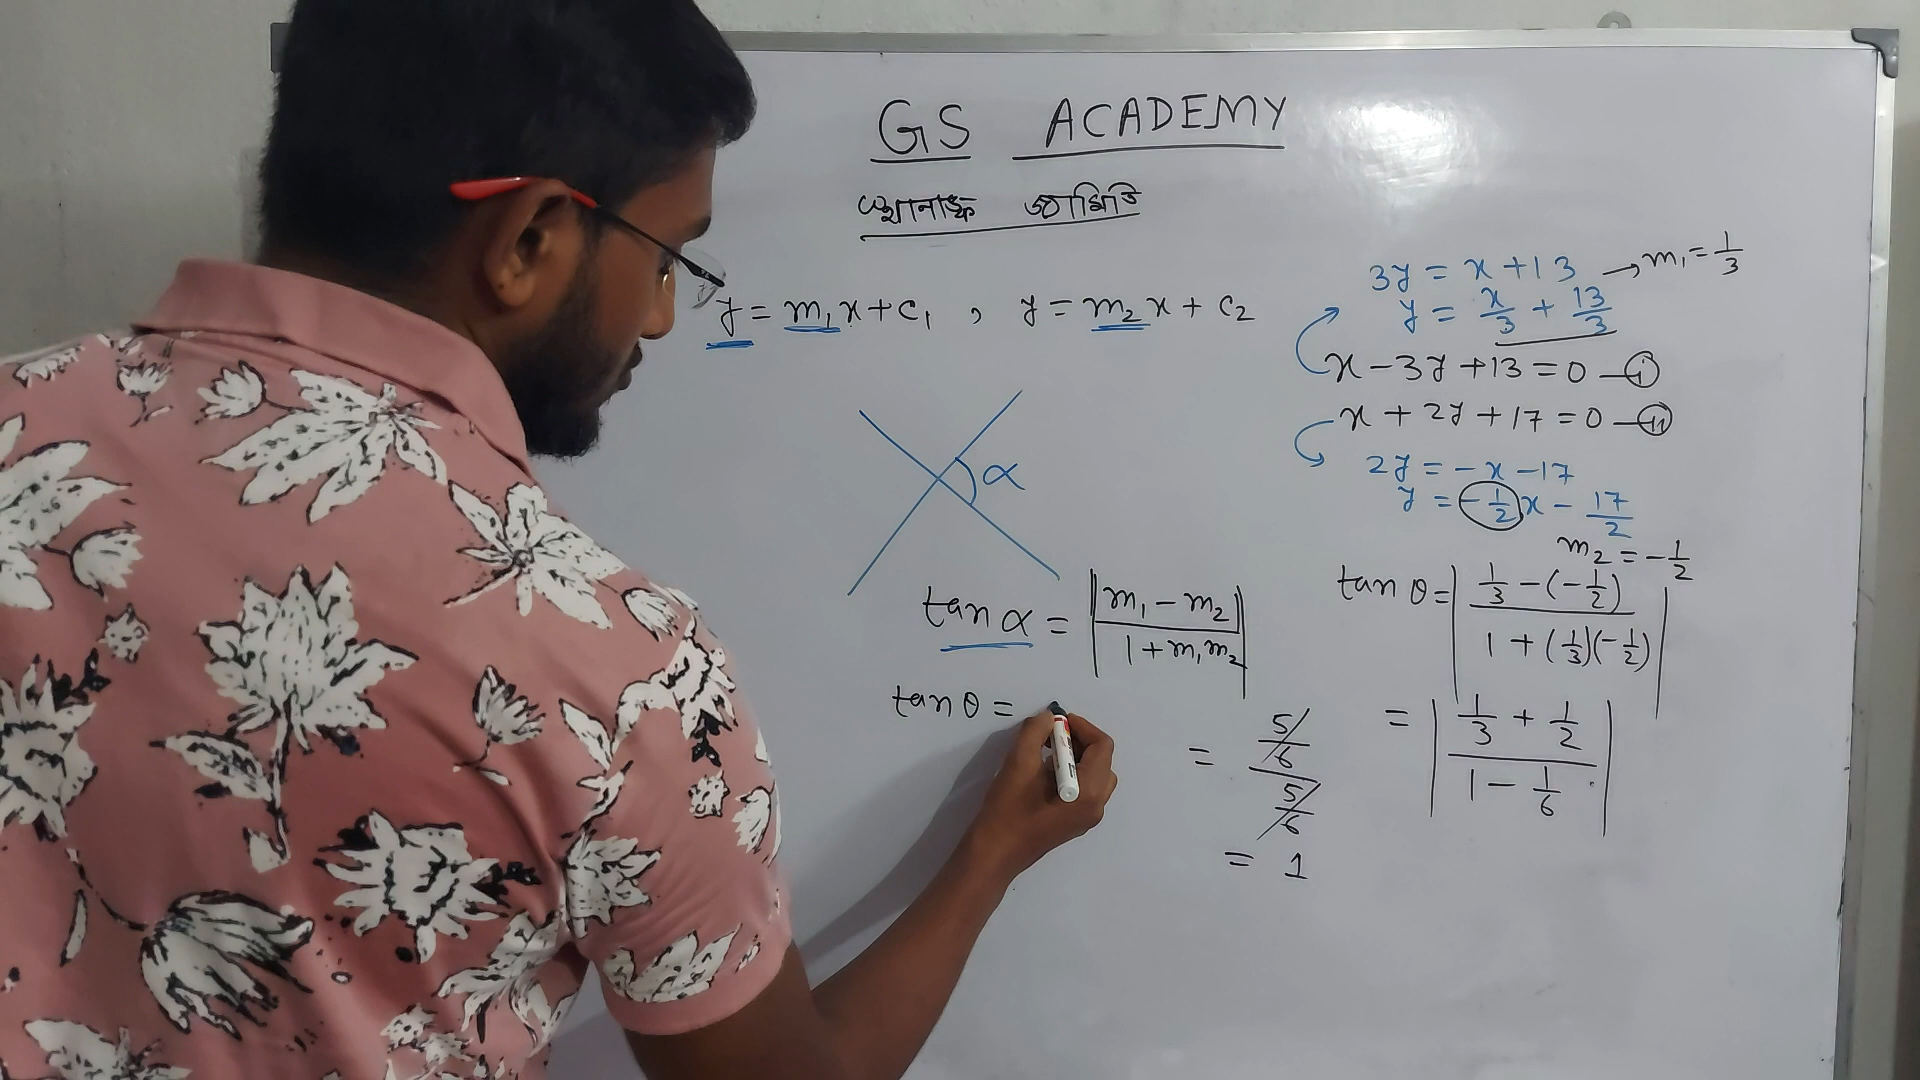 GS ACADEMY
স্থানাঙ্ক জ্যামিতি
y = m₁x + c₁ , y = m₂x + c₂
α
tan α = |(m₁ - m₂)/(1 + m₁m₂)|
tan θ =
3y = x + 13 → m₁ = 1/3
y = x/3 + 13/3
x - 3y + 13 = 0 — (i)
x + 2y + 17 = 0 — (ii)
2y = -x - 17
y = -1/2 x - 17/2
m₂ = -1/2
tan θ = |(1/3 - (-1/2))/(1 + (1/3)(-1/2))|
= |(1/3 + 1/2)/(1 - 1/6)|
= (5/6)/(5/6)
= 1